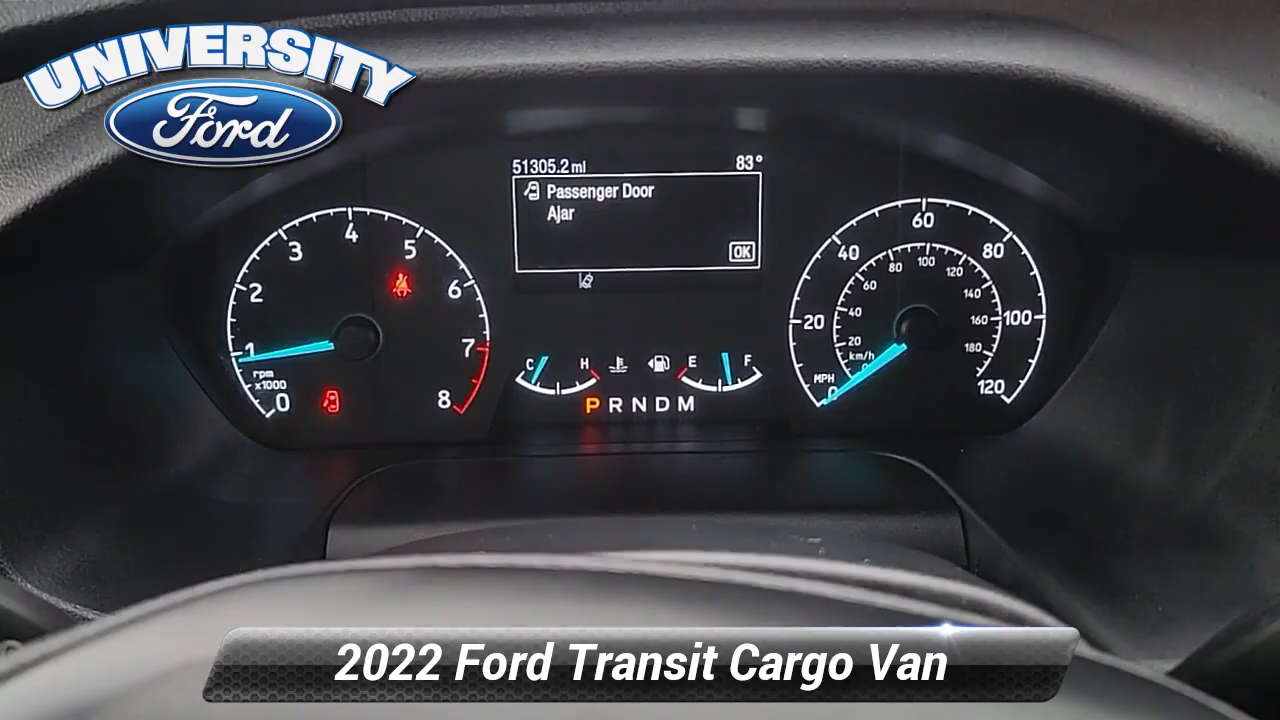 UNIVERSITY
Ford
51305.2 mi 83°
Passenger Door
Ajar
OK
0 1 2 3 4 5 6 7 8
rpm
x1000
C H
E F
P R N D M
0 20 40 60 80 100 120
MPH
20 40 60 80 100 120 140 160 180
km/h
2022 Ford Transit Cargo Van